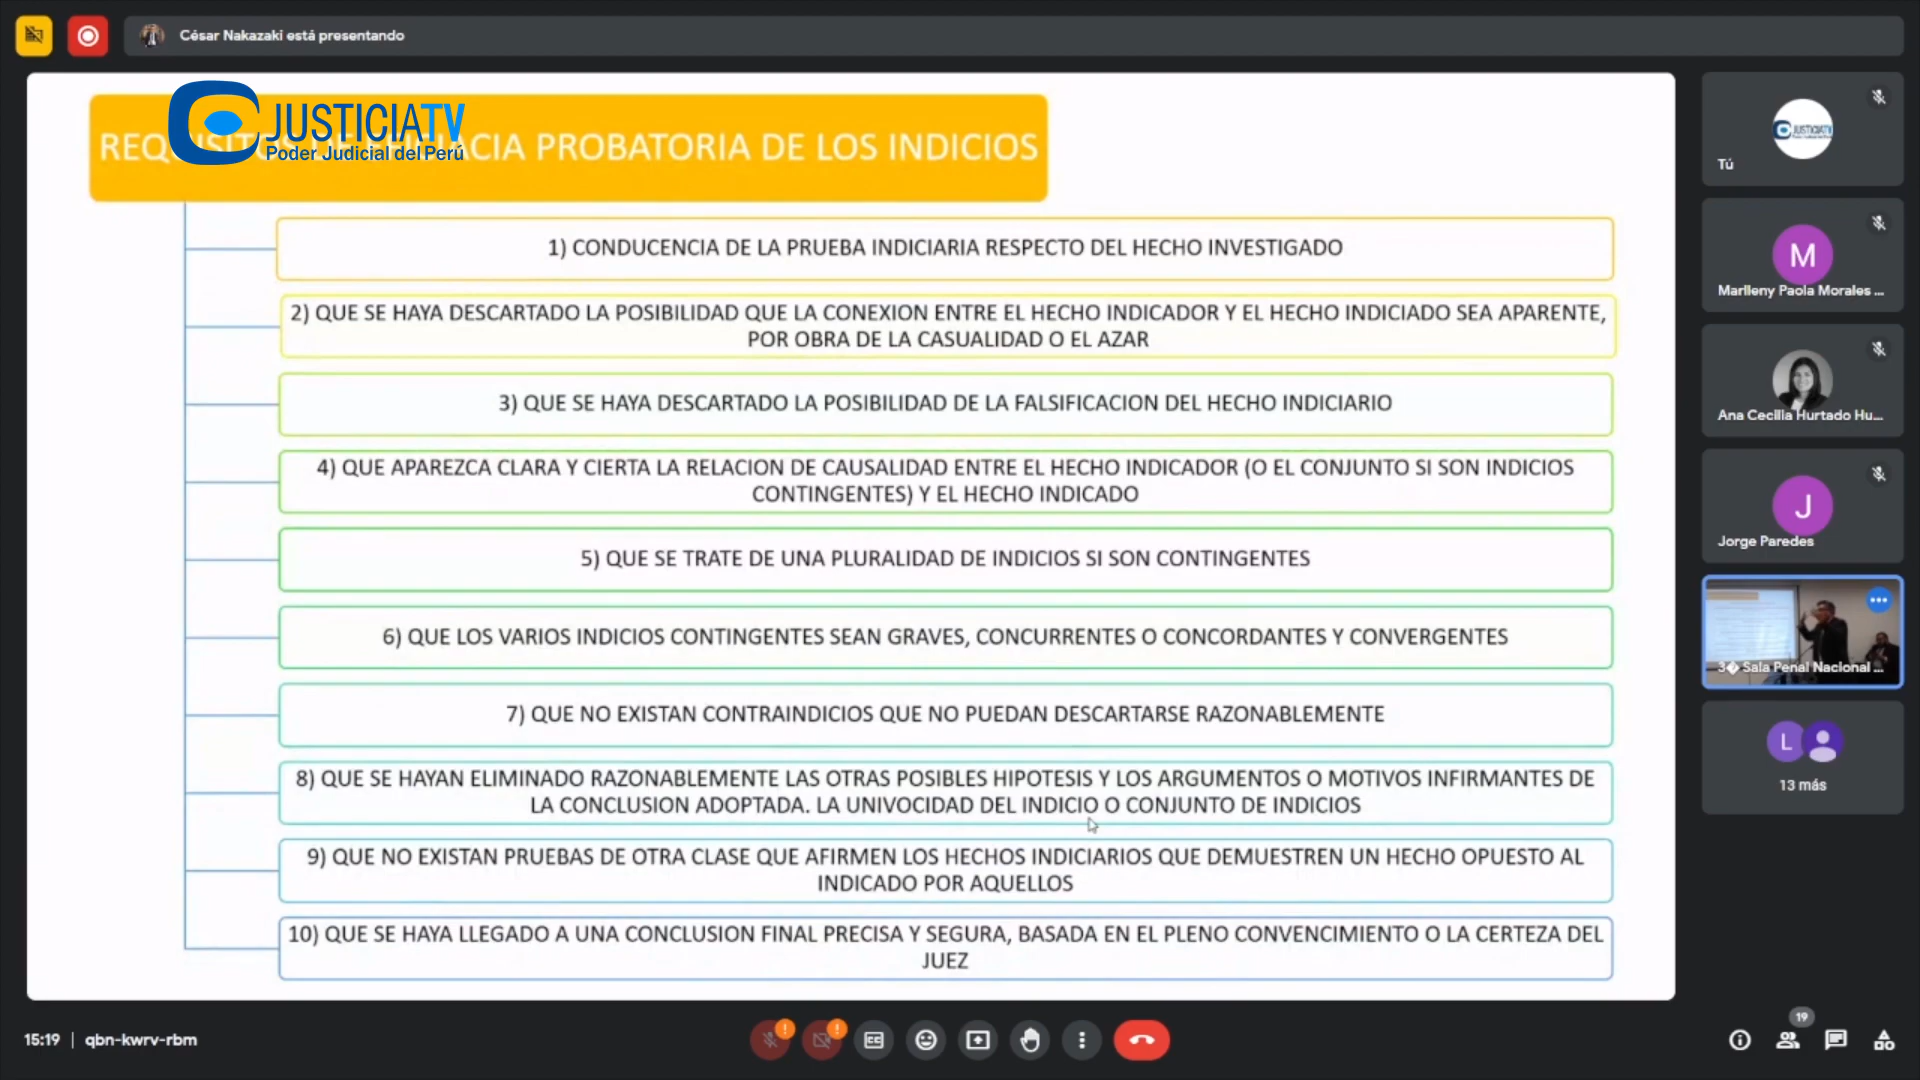 César Nakazaki está presentando
JUSTICIATV
Poder Judicial del Perú
REQUISITOS DE EFICACIA PROBATORIA DE LOS INDICIOS
1) CONDUCENCIA DE LA PRUEBA INDICIARIA RESPECTO DEL HECHO INVESTIGADO
2) QUE SE HAYA DESCARTADO LA POSIBILIDAD QUE LA CONEXION ENTRE EL HECHO INDICADOR Y EL HECHO INDICIADO SEA APARENTE,
POR OBRA DE LA CASUALIDAD O EL AZAR
3) QUE SE HAYA DESCARTADO LA POSIBILIDAD DE LA FALSIFICACION DEL HECHO INDICIARIO
4) QUE APAREZCA CLARA Y CIERTA LA RELACION DE CAUSALIDAD ENTRE EL HECHO INDICADOR (O EL CONJUNTO SI SON INDICIOS
CONTINGENTES) Y EL HECHO INDICADO
5) QUE SE TRATE DE UNA PLURALIDAD DE INDICIOS SI SON CONTINGENTES
6) QUE LOS VARIOS INDICIOS CONTINGENTES SEAN GRAVES, CONCURRENTES O CONCORDANTES Y CONVERGENTES
7) QUE NO EXISTAN CONTRAINDICIOS QUE NO PUEDAN DESCARTARSE RAZONABLEMENTE
8) QUE SE HAYAN ELIMINADO RAZONABLEMENTE LAS OTRAS POSIBLES HIPOTESIS Y LOS ARGUMENTOS O MOTIVOS INFIRMANTES DE
LA CONCLUSION ADOPTADA. LA UNIVOCIDAD DEL INDICIO O CONJUNTO DE INDICIOS
9) QUE NO EXISTAN PRUEBAS DE OTRA CLASE QUE AFIRMEN LOS HECHOS INDICIARIOS QUE DEMUESTREN UN HECHO OPUESTO AL
INDICADO POR AQUELLOS
10) QUE SE HAYA LLEGADO A UNA CONCLUSION FINAL PRECISA Y SEGURA, BASADA EN EL PLENO CONVENCIMIENTO O LA CERTEZA DEL
JUEZ
JUSTICIATV
Tú
M
Marlleny Paola Morales ...
Ana Cecilia Hurtado Hu...
J
Jorge Paredes
3� Sala Penal Nacional ...
L
13 más
15:19 | qbn-kwrv-rbm
19